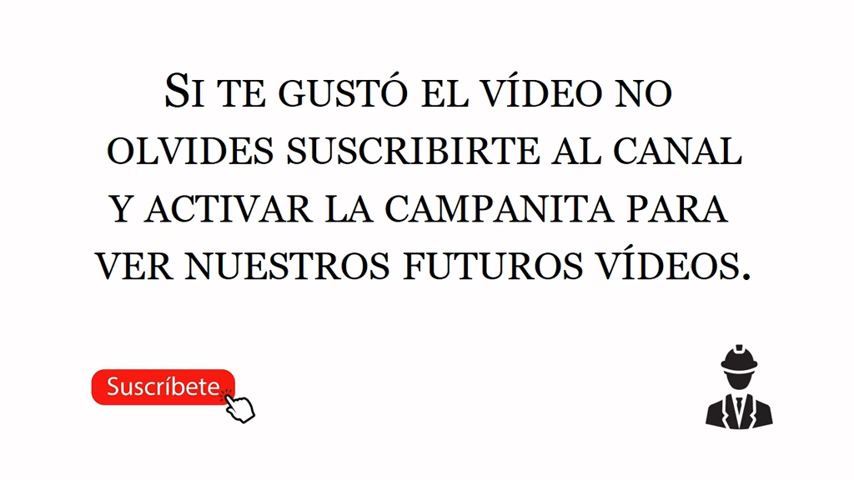 Si te gustó el vídeo no
olvides suscribirte al canal
y activar la campanita para
ver nuestros futuros vídeos.
Suscríbete